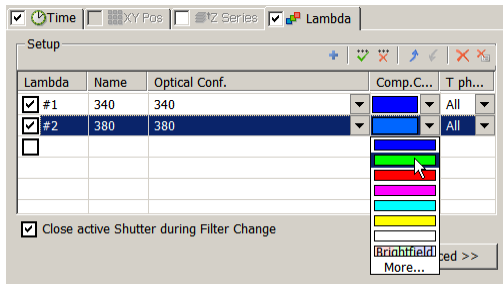 Time XY Pos Z Series Lambda
Setup
Lambda Name Optical Conf. Comp.C... T ph...
#1 340 340 All
#2 380 380 All
Close active Shutter during Filter Change
Brightfield
More...
ced >>